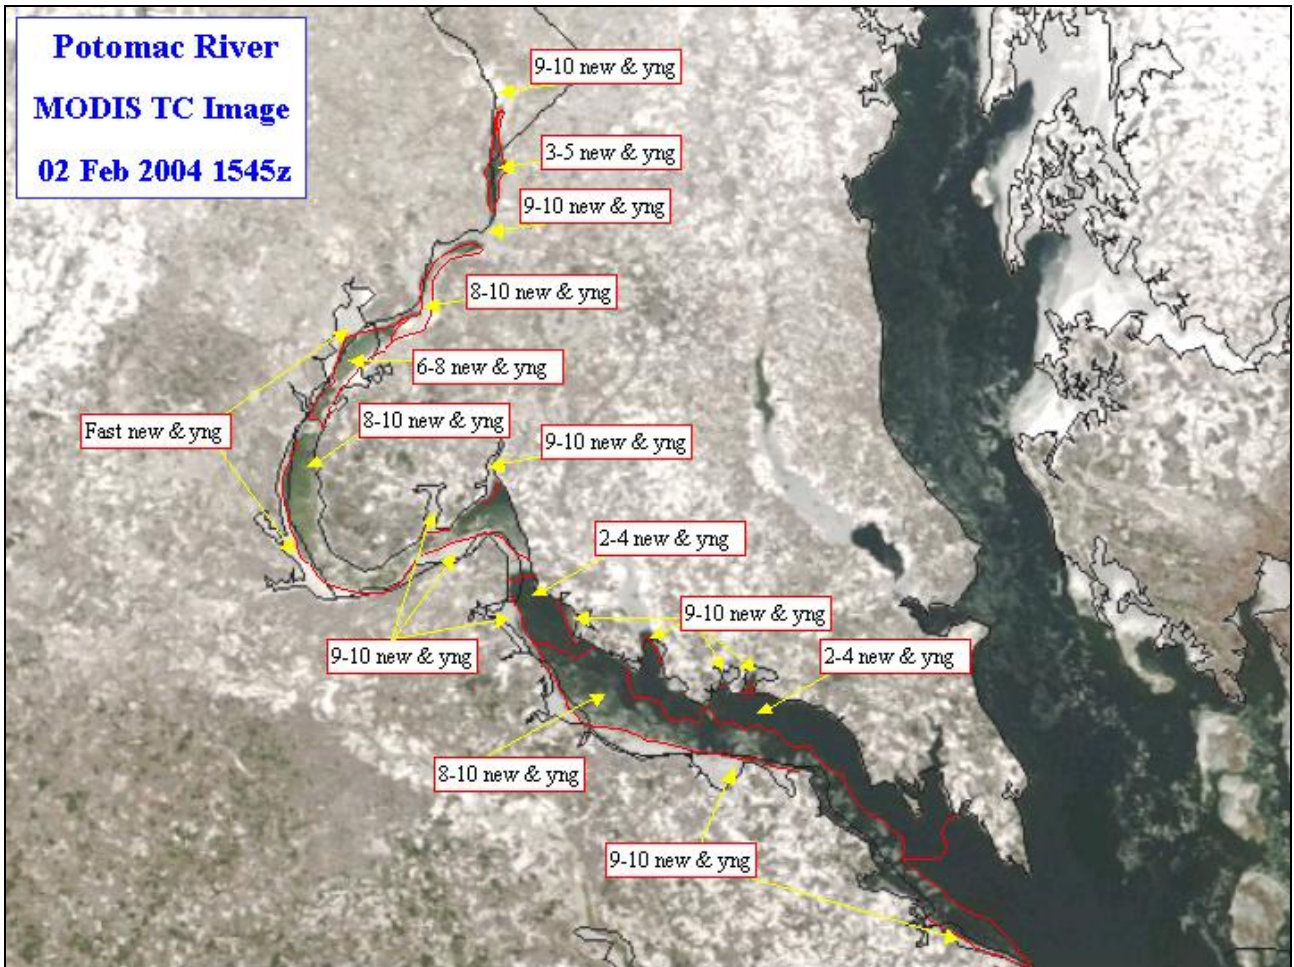 Potomac River
MODIS TC Image
02 Feb 2004 1545z
9-10 new & yng
3-5 new & yng
9-10 new & yng
8-10 new & yng
6-8 new & yng
8-10 new & yng
Fast new & yng
9-10 new & yng
2-4 new & yng
9-10 new & yng
9-10 new & yng
2-4 new & yng
8-10 new & yng
9-10 new & yng